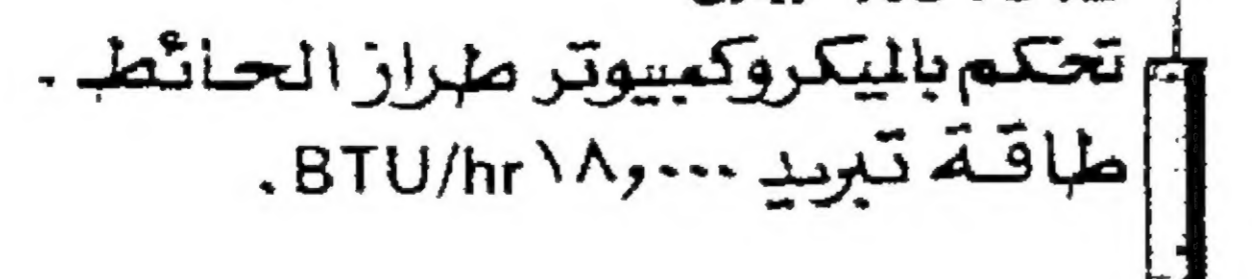 تحكم بالميكروكمبيوتر طراز الحائط.
طاقة تبريد ١٨,٠٠٠ BTU/hr.